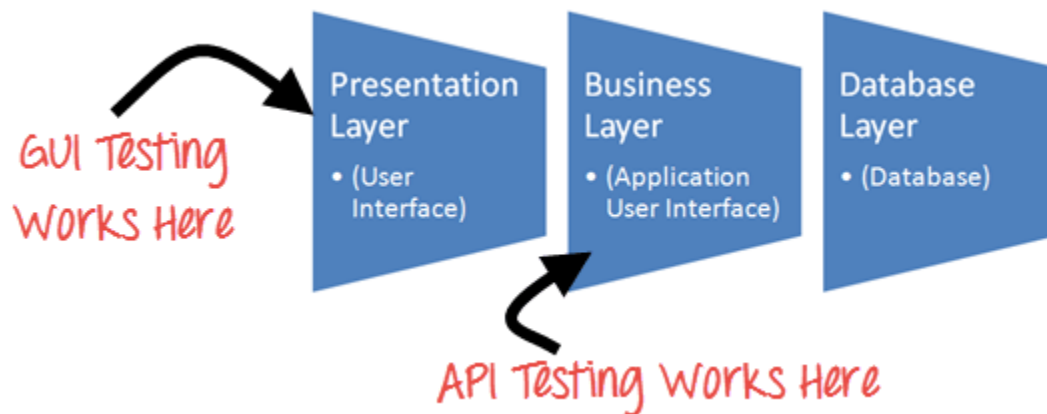 Presentation
Layer
• (User
Interface)
Business
Layer
• (Application
User Interface)
Database
Layer
• (Database)
GUI Testing
Works Here
API Testing Works Here